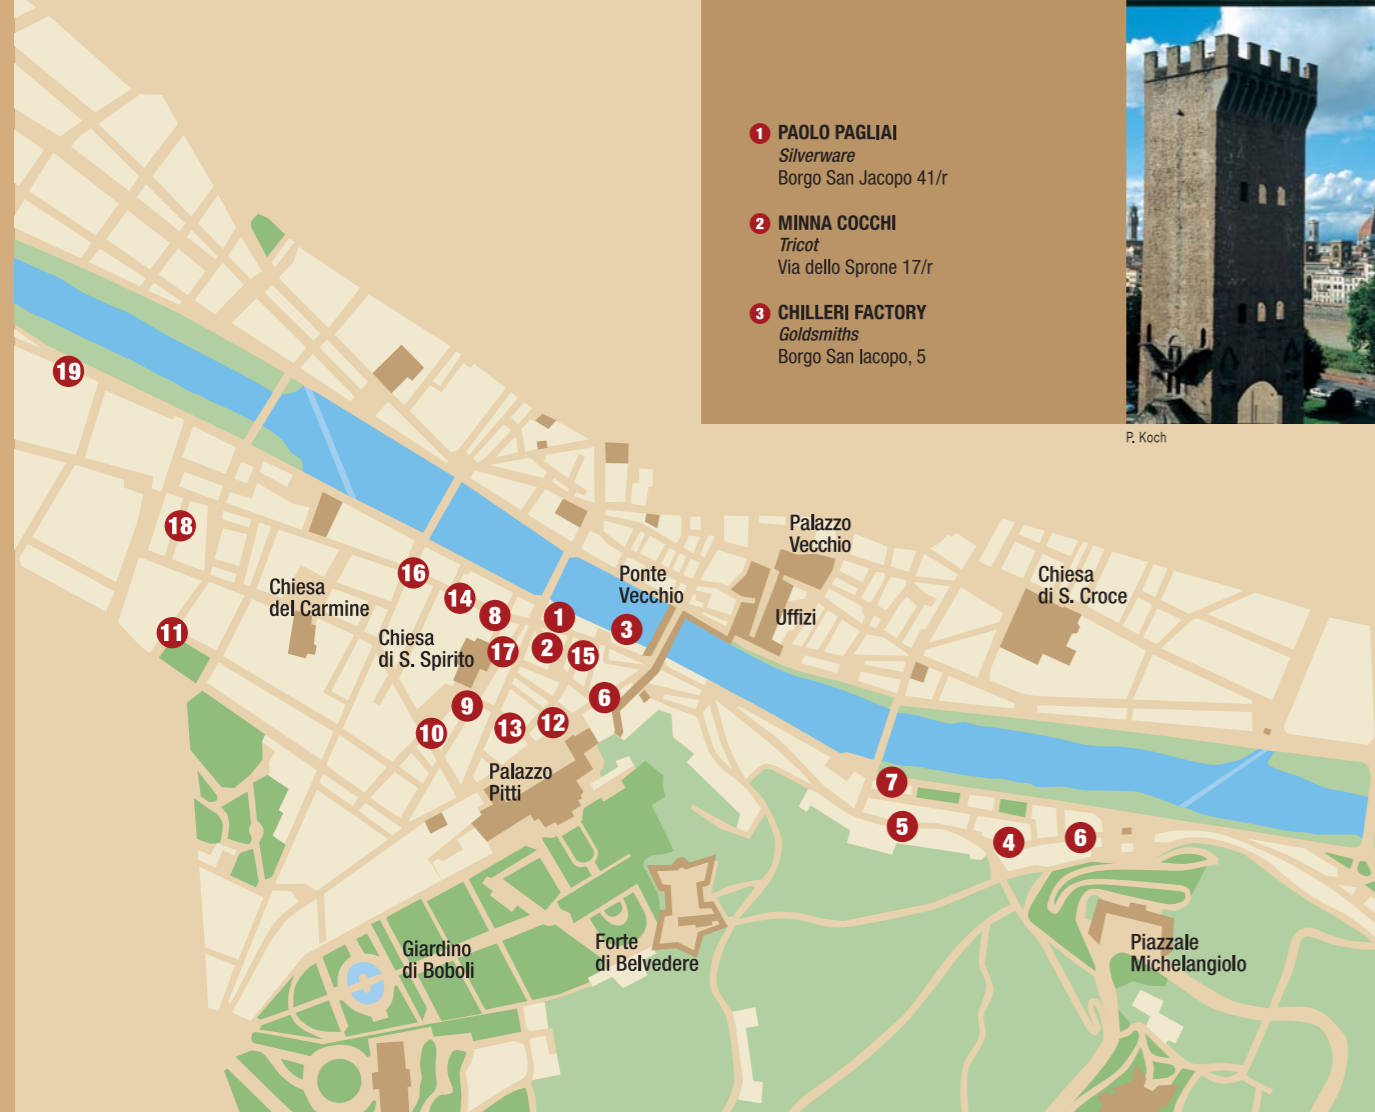 1 PAOLO PAGLIAI
Silverware
Borgo San Jacopo 41/r
2 MINNA COCCHI
Tricot
Via dello Sprone 17/r
3 CHILLERI FACTORY
Goldsmiths
Borgo San Iacopo, 5
P. Koch
19
18
11
16
14
8
17
1
2
15
3
6
9
10
13
12
7
5
4
6
Chiesa
del Carmine
Chiesa
di S. Spirito
Ponte
Vecchio
Palazzo
Vecchio
Uffizi
Chiesa
di S. Croce
Palazzo
Pitti
Giardino
di Boboli
Forte
di Belvedere
Piazzale
Michelangiolo